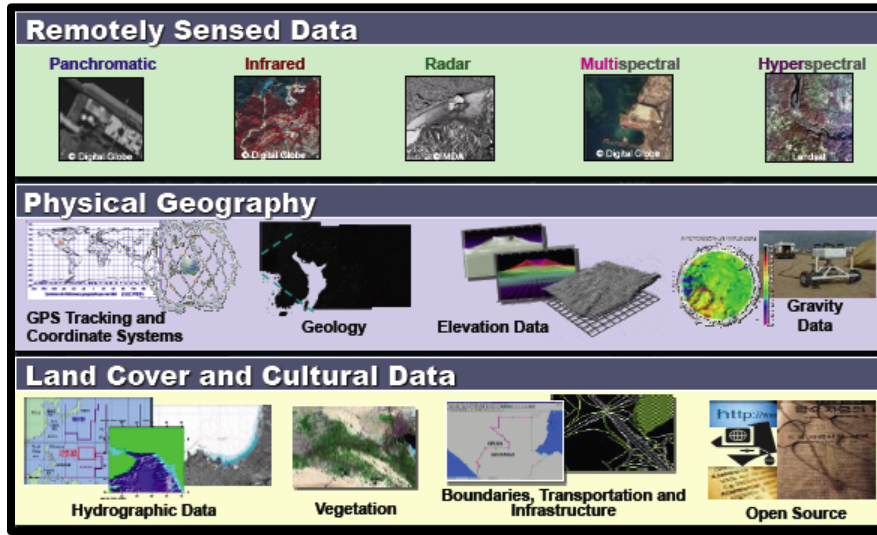 Remotely Sensed Data
Panchromatic
Infrared
Radar
Multispectral
Hyperspectral
© Digital Globe
© Digital Globe
© MDA
© Digital Globe
Landsat
Physical Geography
GPS Tracking and
Coordinate Systems
Geology
Elevation Data
Gravity
Data
Land Cover and Cultural Data
http://
Hydrographic Data
Vegetation
Boundaries, Transportation and
Infrastructure
Open Source